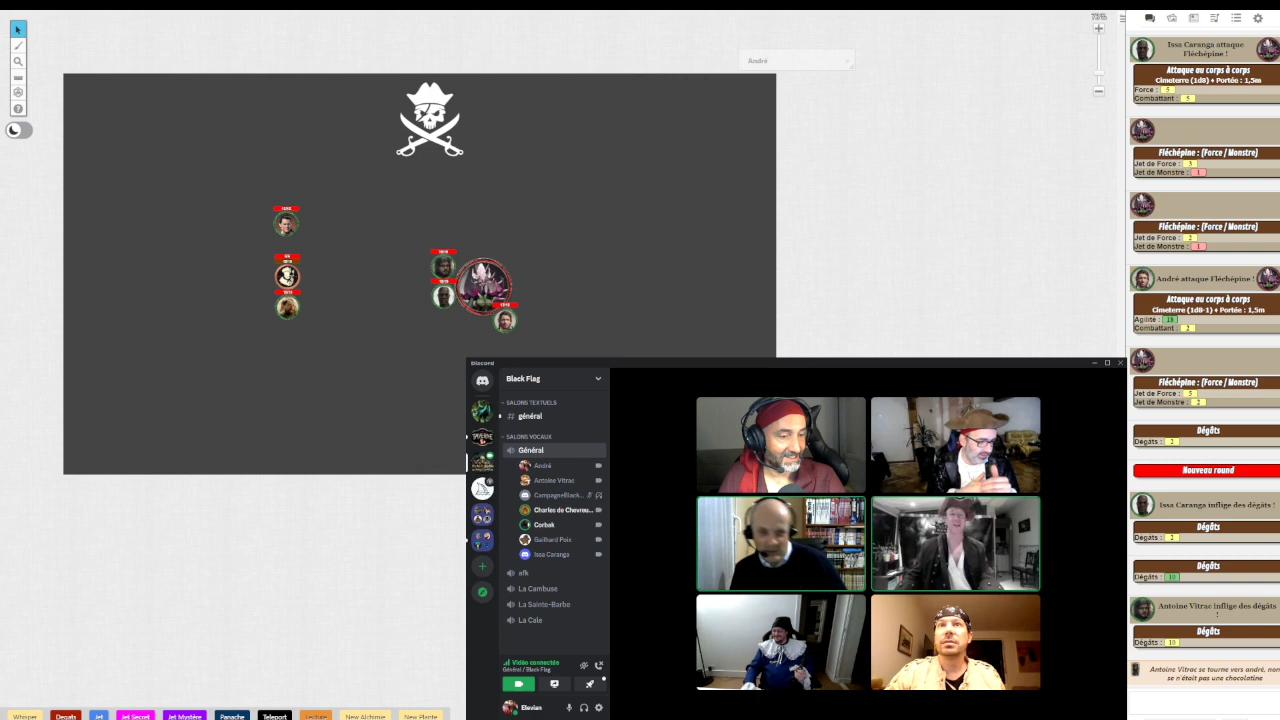 André
Discord
Black Flag
SALONS TEXTUELS
général
SALONS VOCAUX
Général
André
Antoine Vitrac
CampagneBlack...
Charles de Chevreu...
Corbak
Gailhard Poix
Issa Caranga
afk
La Cambuse
La Sainte-Barbe
La Cale
Vidéo connectée
Général / Black Flag
Elevian
Whisper
Degats
Jet
Jet Secret
Jet Mystère
Panache
Teleport
Lecture
New Alchimie
New Plante
Issa Caranga attaque
Fléchépine !
Attaque au corps à corps
Cimeterre (1d8) ♦ Portée : 1,5m
Force : 5
Combattant : 5
Fléchépine : (Force / Monstre)
Jet de Force : 3
Jet de Monstre : 1
Fléchépine : (Force / Monstre)
Jet de Force : 2
Jet de Monstre : 1
André attaque Fléchépine !
Attaque au corps à corps
Cimeterre (1d8-1) ♦ Portée : 1,5m
Agilité : 18
Combattant : 2
Fléchépine : (Force / Monstre)
Jet de Force : 5
Jet de Monstre : 2
Dégâts
Dégâts : 2
Nouveau round
Issa Caranga inflige des dégâts !
Dégâts
Dégâts : 2
Dégâts
Dégâts : 10
Antoine Vitrac inflige des dégâts
!
Dégâts
Dégâts : 10
Antoine Vitrac se tourne vers andré, non
se n'était pas une chocolatine